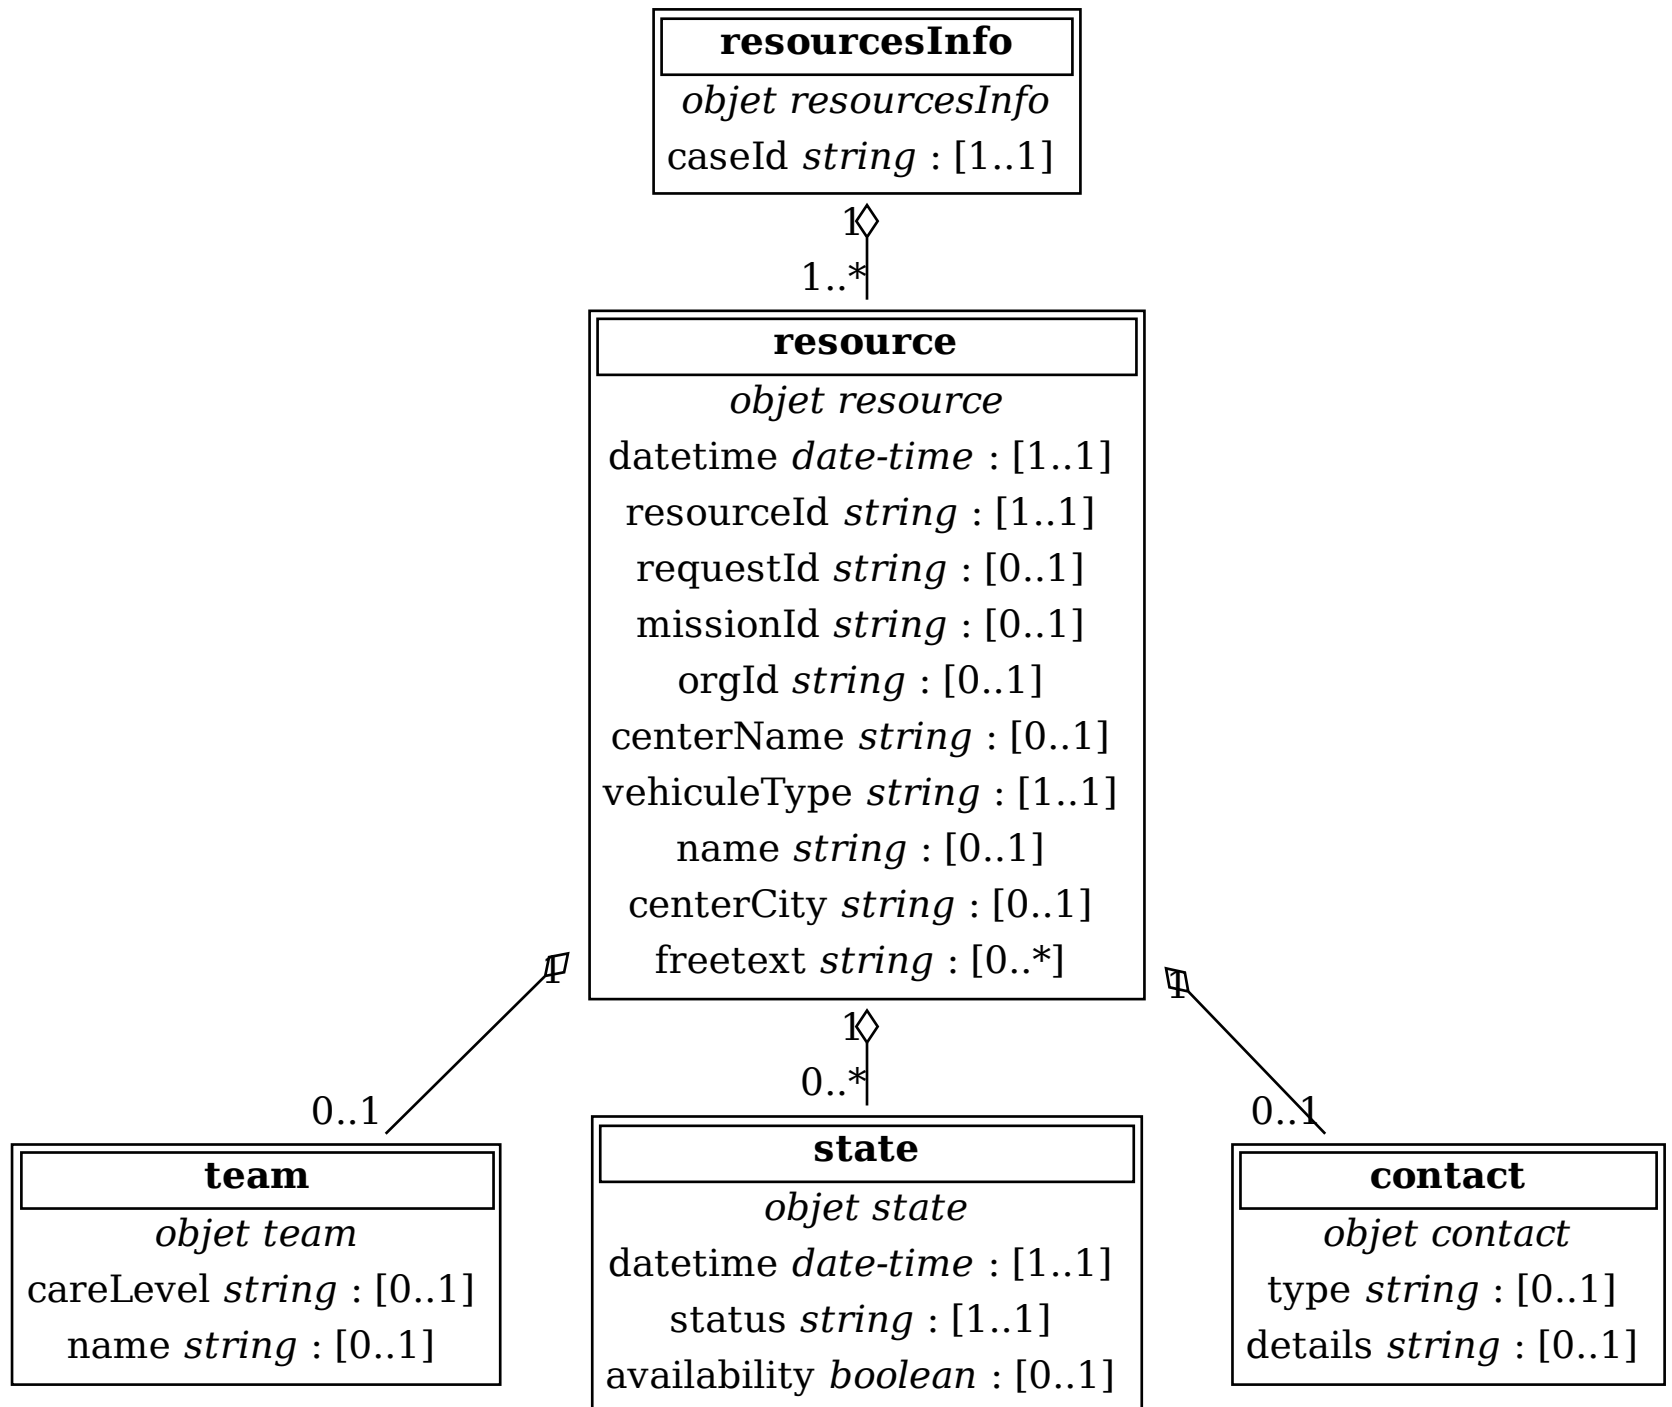 resourcesInfo
objet resourcesInfo
caseId string : [1..1]
1
1..*
resource
objet resource
datetime date-time : [1..1]
resourceId string : [1..1]
requestId string : [0..1]
missionId string : [0..1]
orgId string : [0..1]
centerName string : [0..1]
vehiculeType string : [1..1]
name string : [0..1]
centerCity string : [0..1]
freetext string : [0..*]
1
1
1
0..1
0..*
0..1
team
objet team
careLevel string : [0..1]
name string : [0..1]
state
objet state
datetime date-time : [1..1]
status string : [1..1]
availability boolean : [0..1]
contact
objet contact
type string : [0..1]
details string : [0..1]